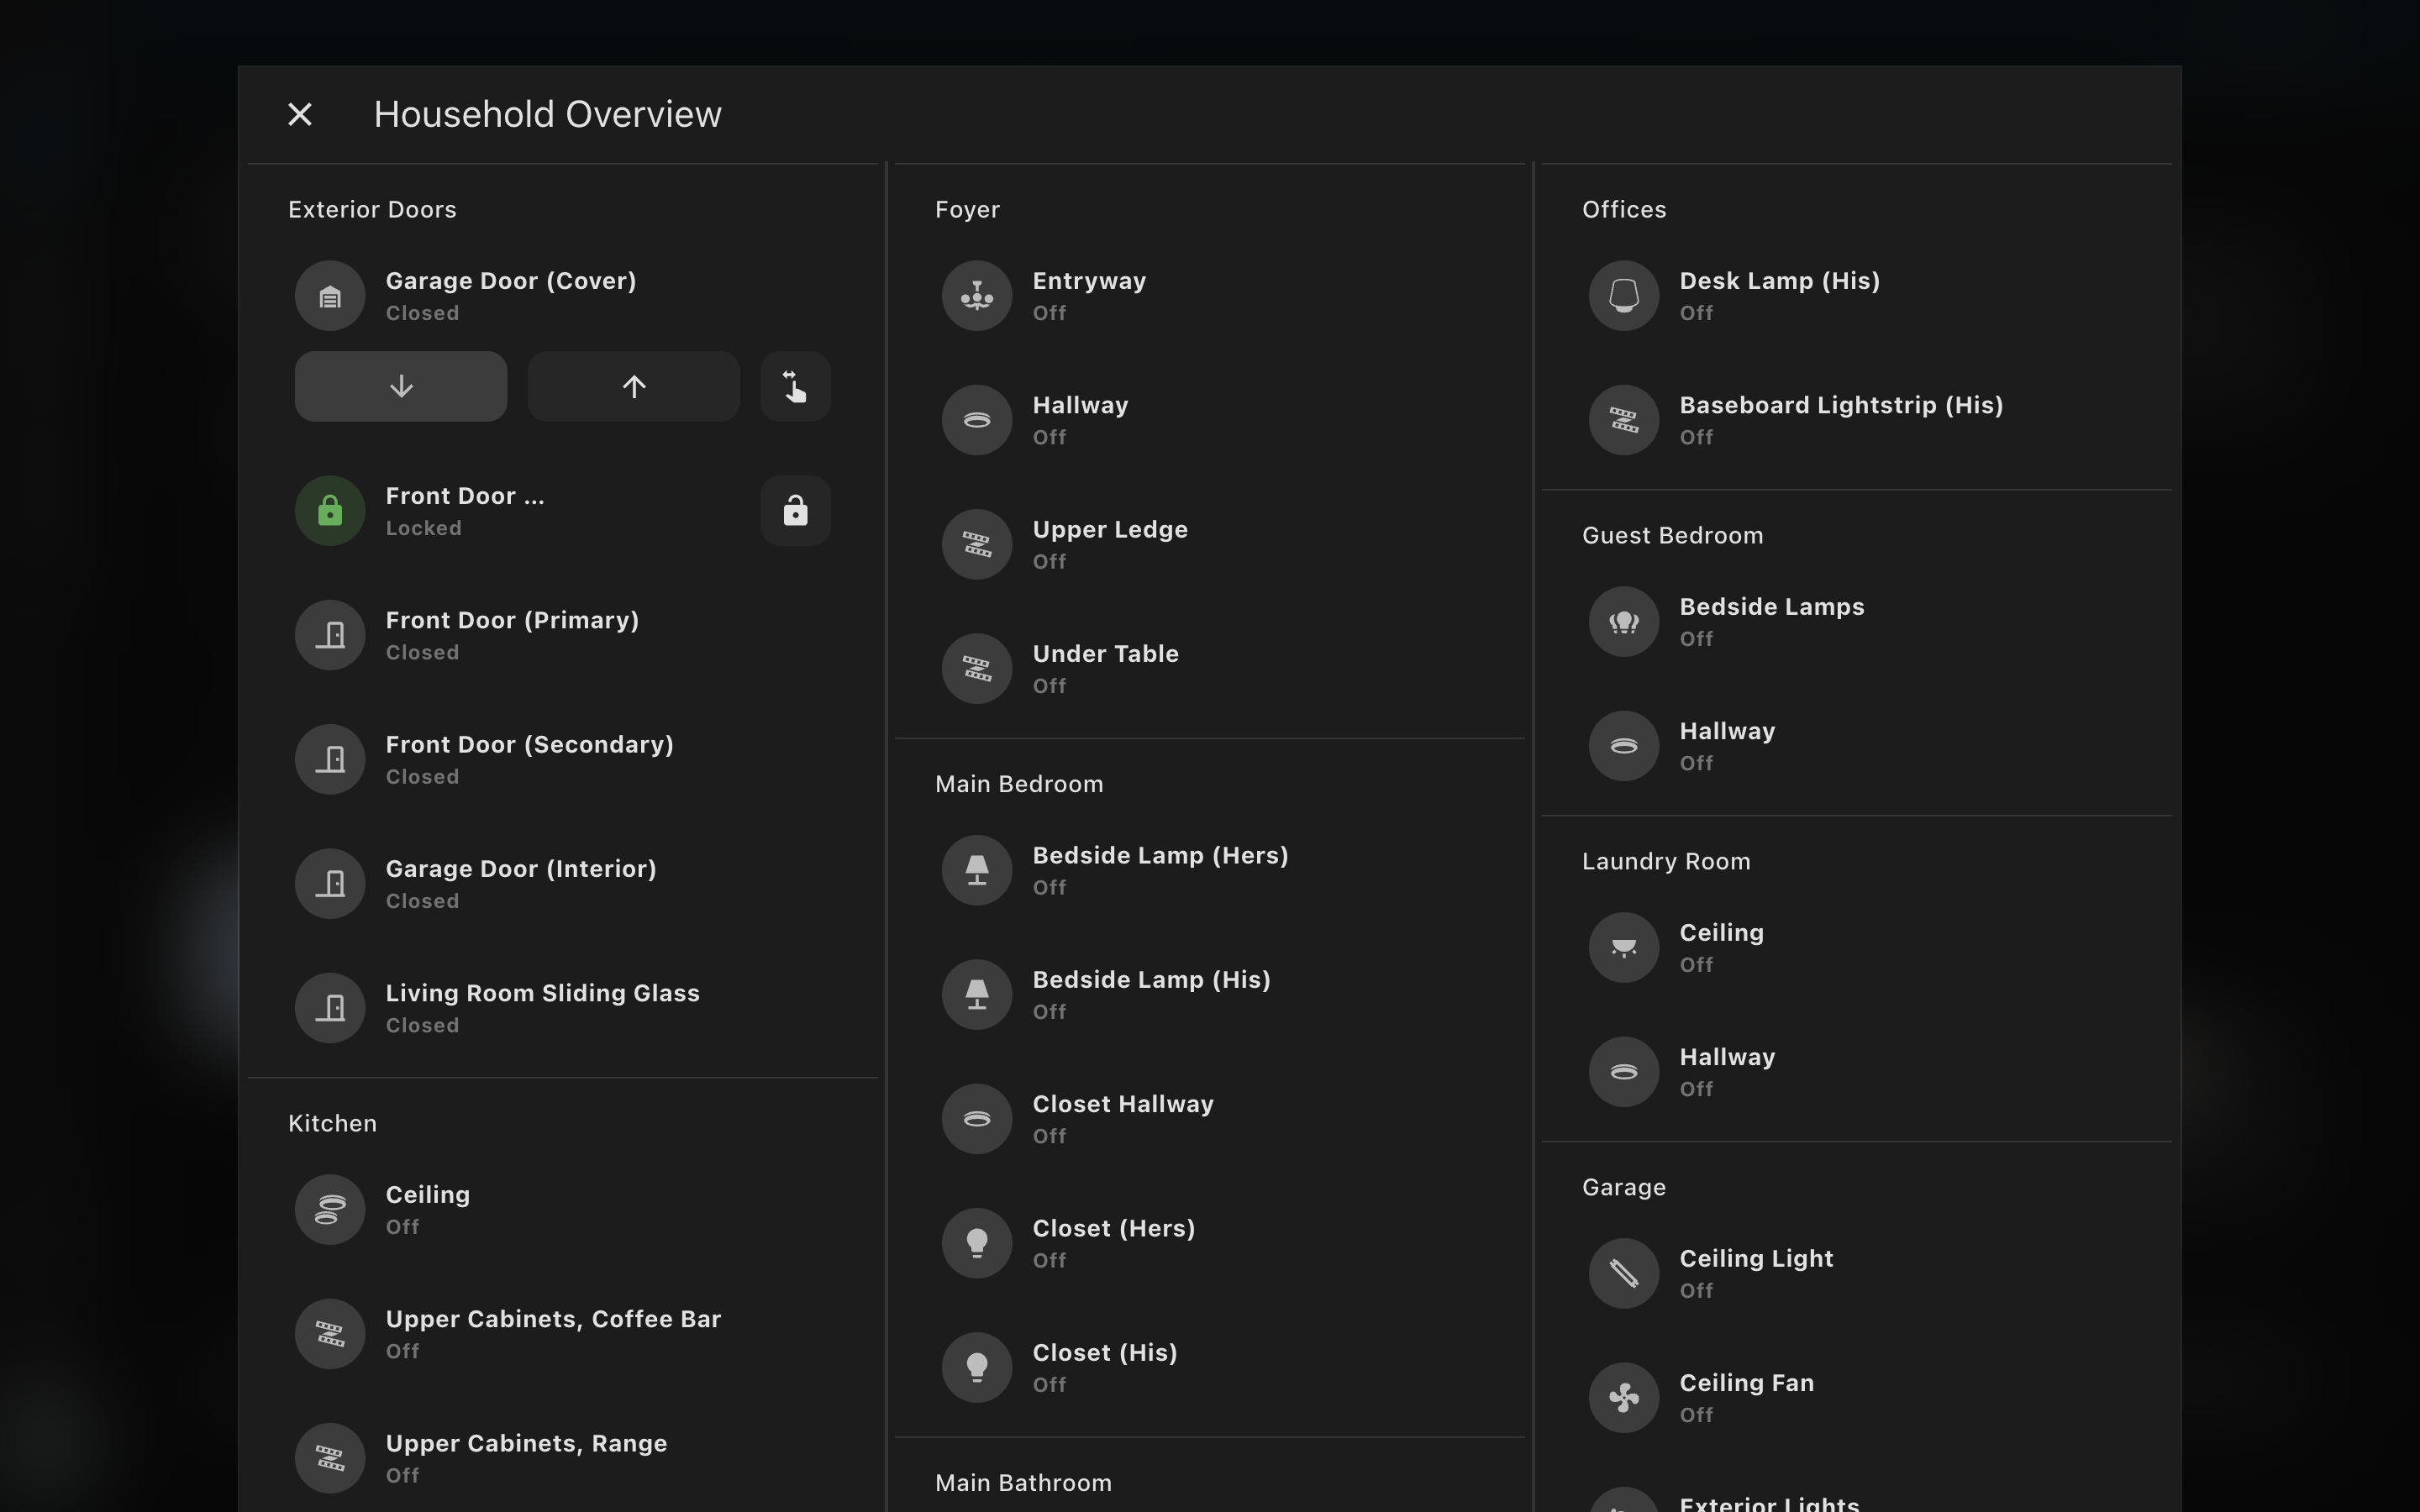 Household Overview
Exterior Doors
Garage Door (Cover)
Closed
Front Door ...
Locked
Front Door (Primary)
Closed
Front Door (Secondary)
Closed
Garage Door (Interior)
Closed
Living Room Sliding Glass
Closed
Kitchen
Ceiling
Off
Upper Cabinets, Coffee Bar
Off
Upper Cabinets, Range
Off
Foyer
Entryway
Off
Hallway
Off
Upper Ledge
Off
Under Table
Off
Main Bedroom
Bedside Lamp (Hers)
Off
Bedside Lamp (His)
Off
Closet Hallway
Off
Closet (Hers)
Off
Closet (His)
Off
Main Bathroom
Offices
Desk Lamp (His)
Off
Baseboard Lightstrip (His)
Off
Guest Bedroom
Bedside Lamps
Off
Hallway
Off
Laundry Room
Ceiling
Off
Hallway
Off
Garage
Ceiling Light
Off
Ceiling Fan
Off
Exterior Lights